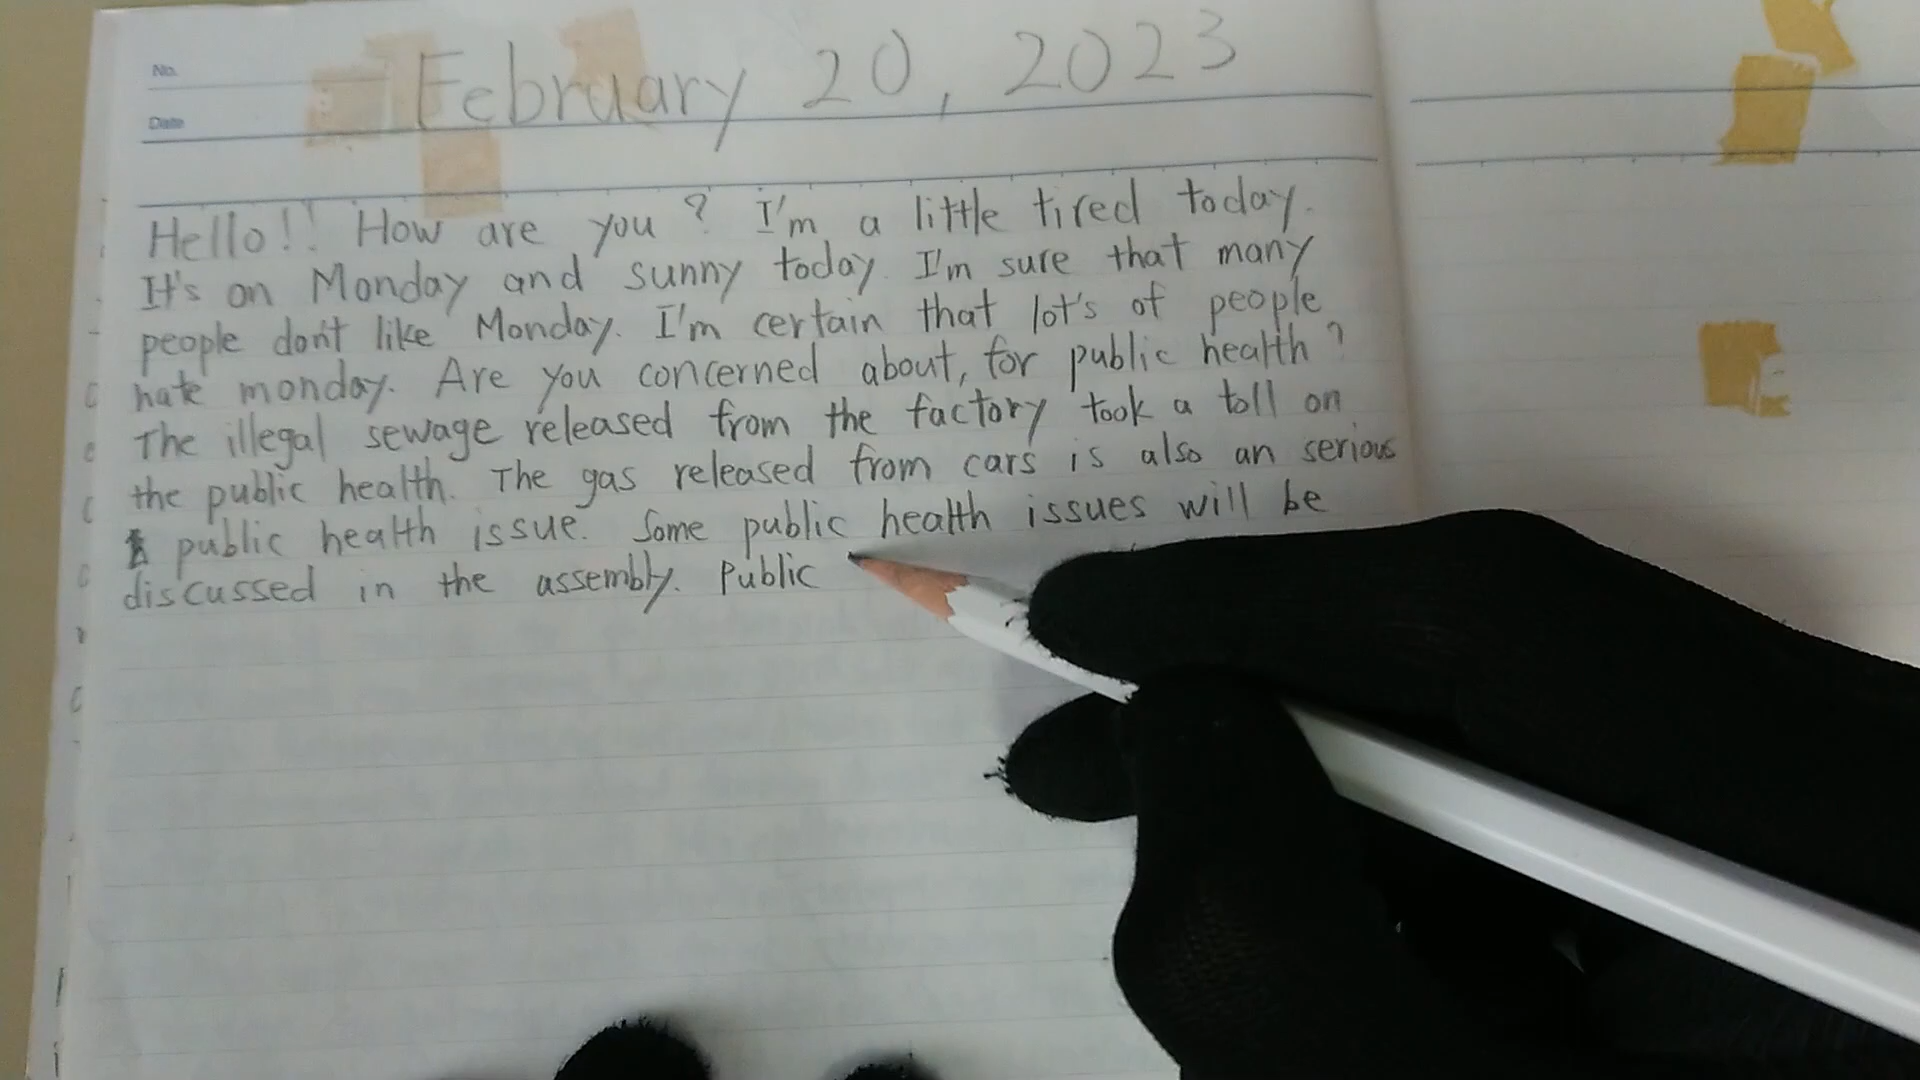 No.
Date
February 20, 2023
Hello!! How are you? I'm a little tired today.
It's on Monday and sunny today. I'm sure that many
people don't like Monday. I'm certain that lot's of people
hate monday. Are you concerned about, for public health?
The illegal sewage released from the factory took a toll on
the public health. The gas released from cars is also an serious
public health issue. Some public health issues will be
discussed in the assembly. Public